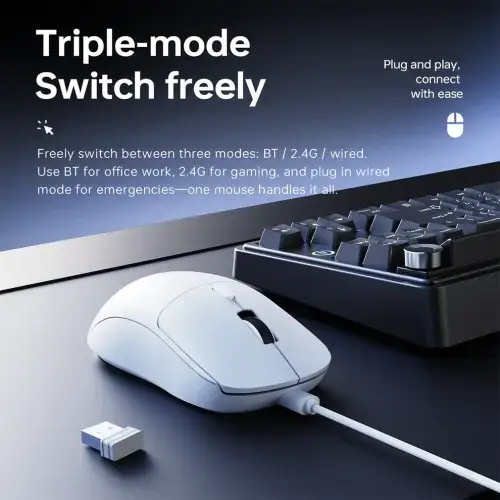 Triple-mode
Switch freely
Plug and play,
connect
with ease
Freely switch between three modes: BT / 2.4G / wired.
Use BT for office work, 2.4G for gaming, and plug in wired
mode for emergencies—one mouse handles it all.